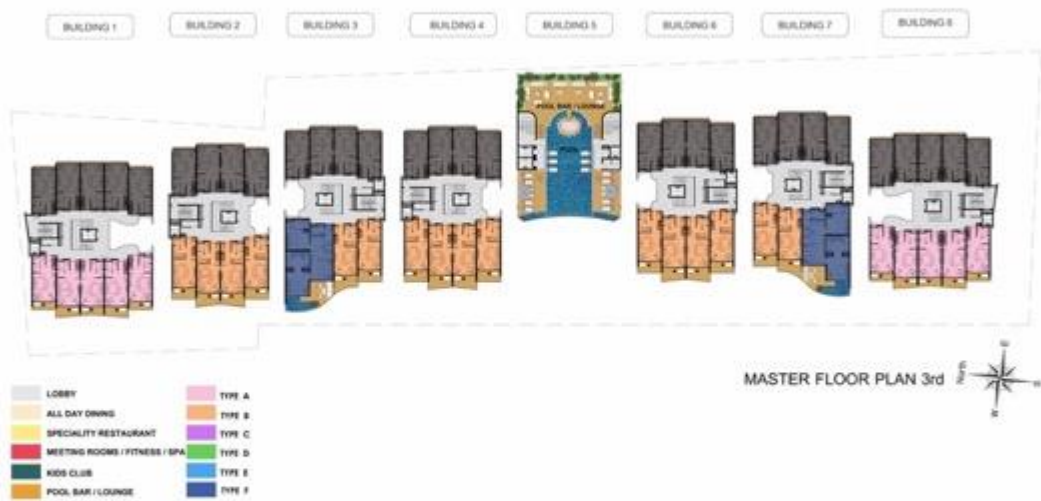 BUILDING 1
BUILDING 2
BUILDING 3
BUILDING 4
BUILDING 5
BUILDING 6
BUILDING 7
BUILDING 8
POOL BAR / LOUNGE
POOL
MASTER FLOOR PLAN 3rd
North
E
W
LOBBY
ALL DAY DINING
SPECIALITY RESTAURANT
MEETING ROOMS / FITNESS / SPA
KIDS CLUB
POOL BAR / LOUNGE
TYPE A
TYPE B
TYPE C
TYPE D
TYPE E
TYPE F